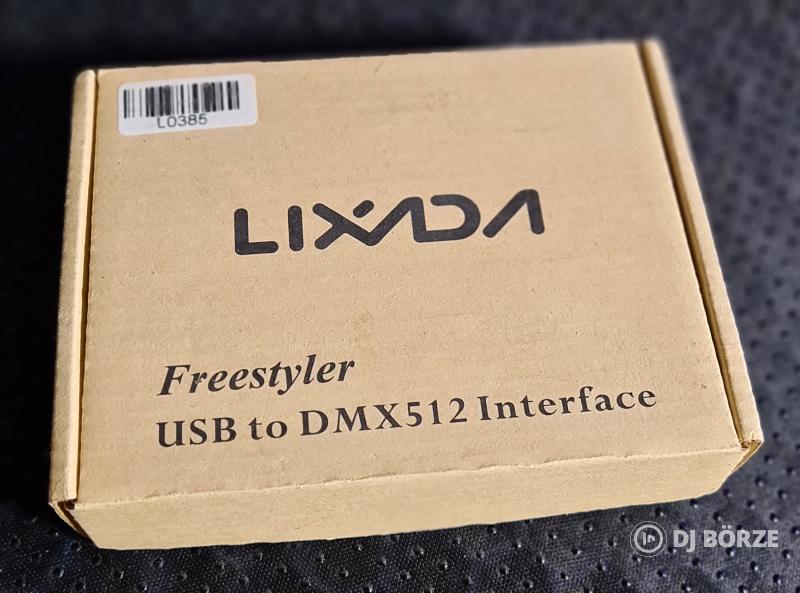 L0385
LIXADA
Freestyler
USB to DMX512 Interface
DJ BÖRZE